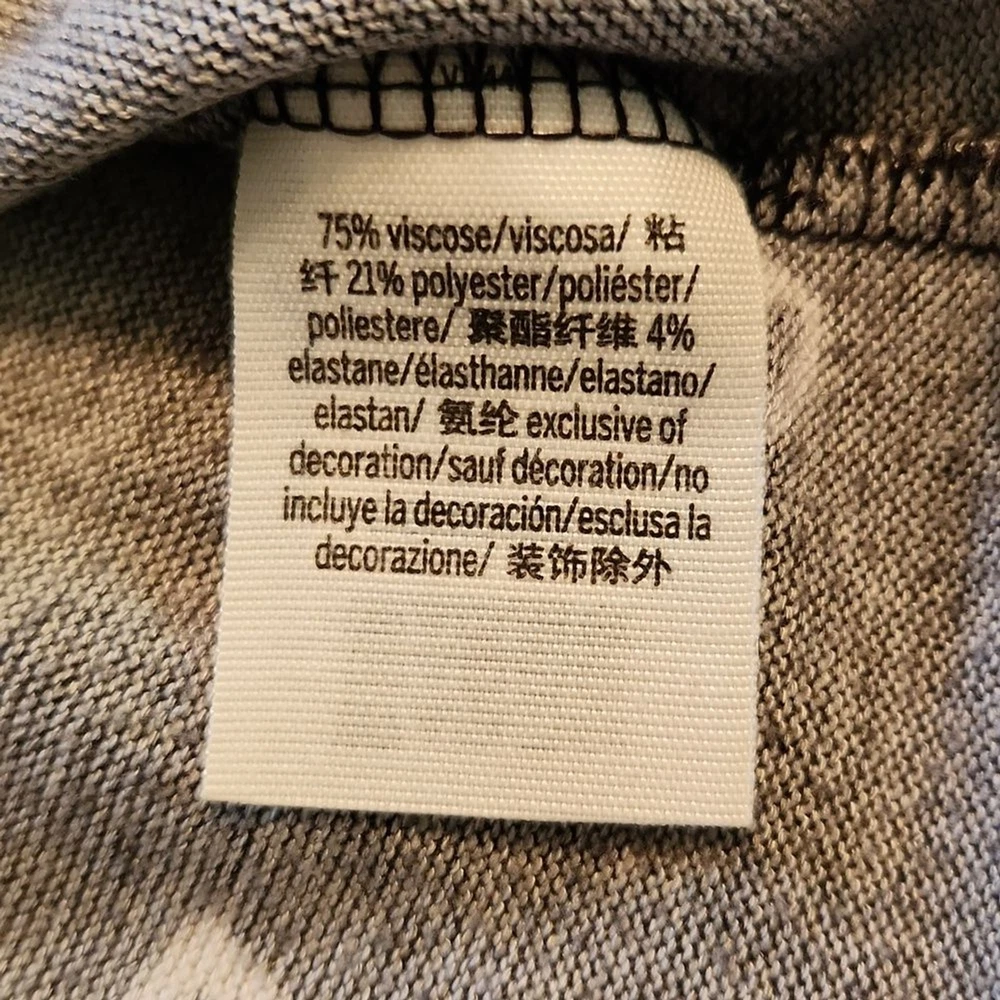 75% viscose/viscosa/ 粘
纤 21% polyester/poliéster/
poliestere/ 聚酯纤维 4%
elastane/élasthanne/elastano/
elastan/ 氨纶 exclusive of
decoration/sauf décoration/no
incluye la decoración/esclusa la
decorazione/ 装饰除外